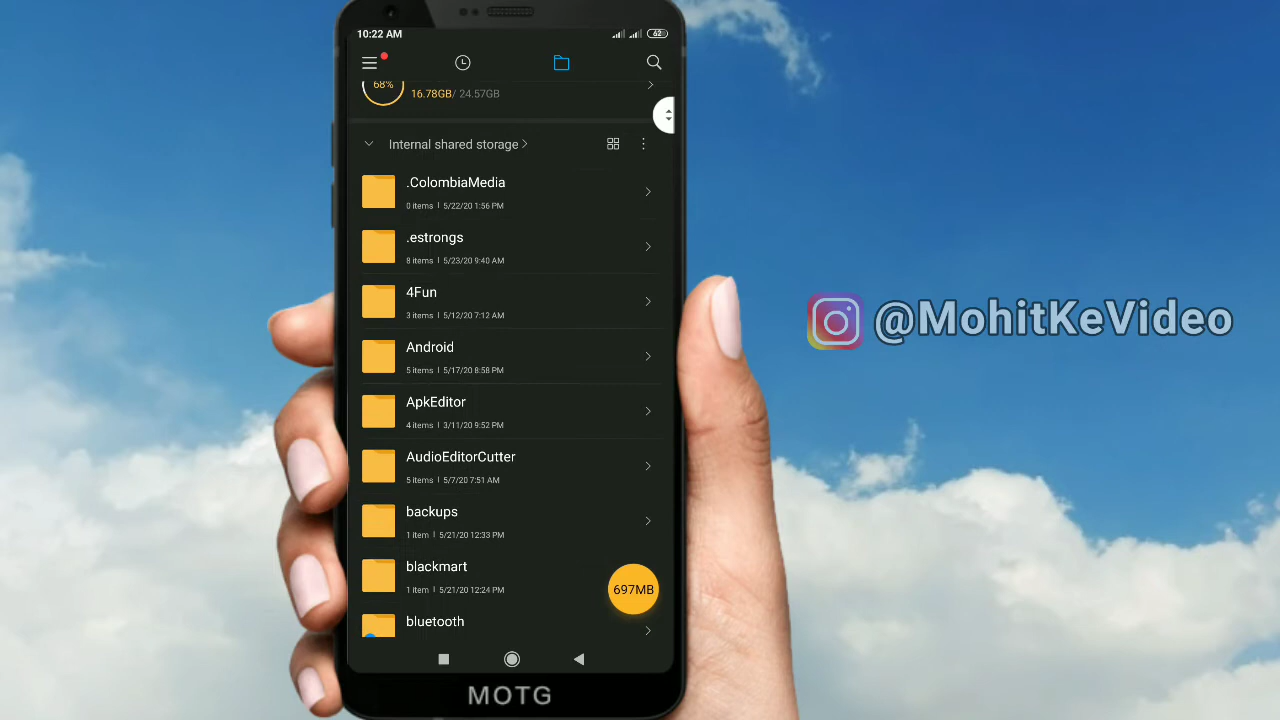 10:22 AM
62
68%
16.78GB/ 24.57GB
Internal shared storage
.ColombiaMedia
0 items | 5/22/20 1:56 PM
.estrongs
8 items | 5/23/20 9:40 AM
4Fun
3 items | 5/12/20 7:12 AM
Android
5 items | 5/17/20 8:58 PM
ApkEditor
4 items | 3/11/20 9:52 PM
AudioEditorCutter
5 items | 5/7/20 7:51 AM
backups
1 item | 5/21/20 12:33 PM
blackmart
1 item | 5/21/20 12:24 PM
697MB
bluetooth
MOTG
@MohitKeVideo